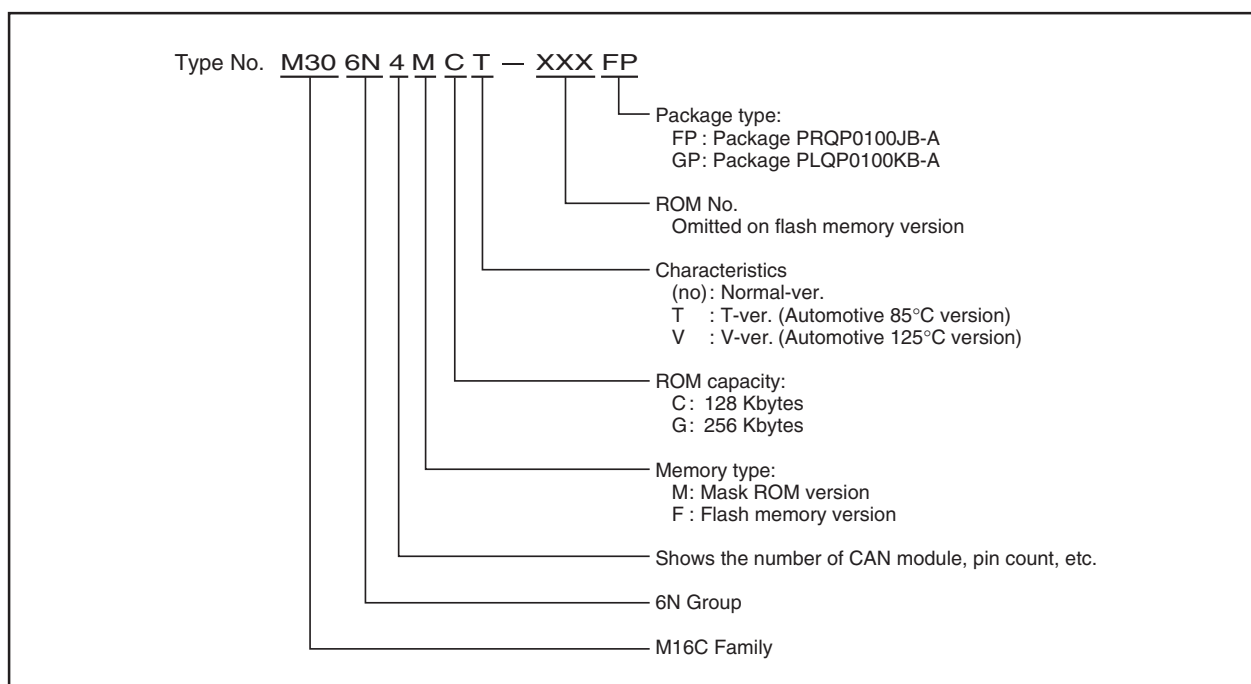 Type No. M30 6N 4 M C T — XXX FP
Package type:
FP : Package PRQP0100JB-A
GP: Package PLQP0100KB-A
ROM No.
Omitted on flash memory version
Characteristics
(no): Normal-ver.
T : T-ver. (Automotive 85°C version)
V : V-ver. (Automotive 125°C version)
ROM capacity:
C: 128 Kbytes
G: 256 Kbytes
Memory type:
M: Mask ROM version
F : Flash memory version
Shows the number of CAN module, pin count, etc.
6N Group
M16C Family